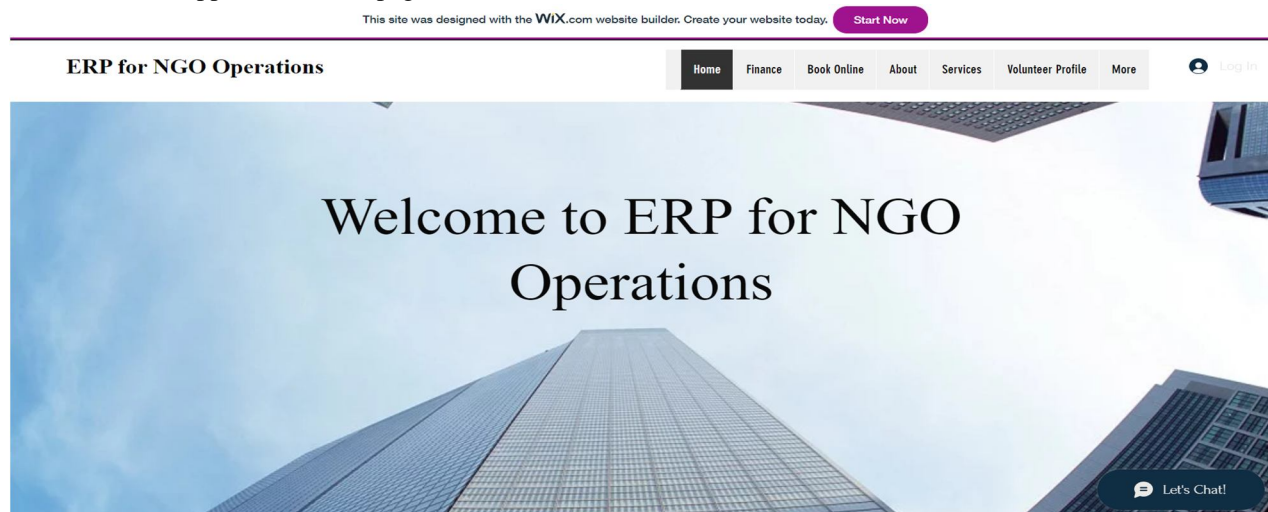 This site was designed with the WiX.com website builder. Create your website today. Start Now
ERP for NGO Operations
Home Finance Book Online About Services Volunteer Profile More Log In
Welcome to ERP for NGO
Operations
Let's Chat!